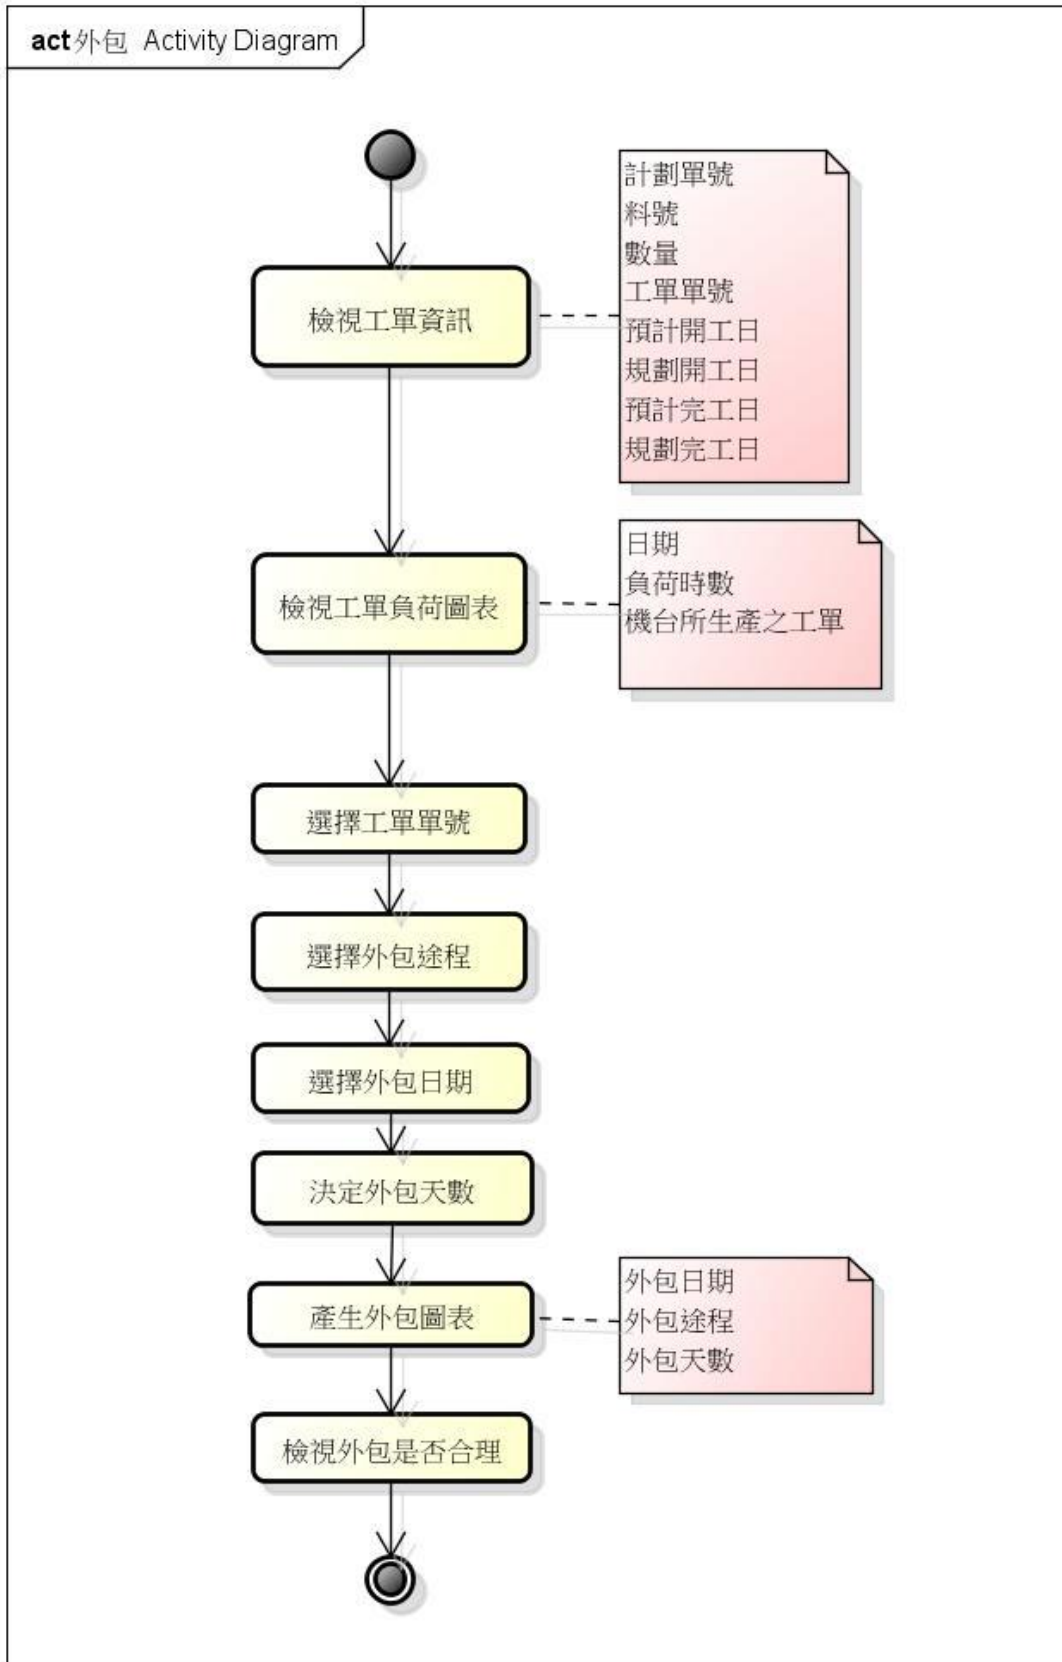 act 外包 Activity Diagram
檢視工單資訊
計劃單號
料號
數量
工單單號
預計開工日
規劃開工日
預計完工日
規劃完工日
檢視工單負荷圖表
日期
負荷時數
機台所生產之工單
選擇工單單號
選擇外包途程
選擇外包日期
決定外包天數
產生外包圖表
外包日期
外包途程
外包天數
檢視外包是否合理